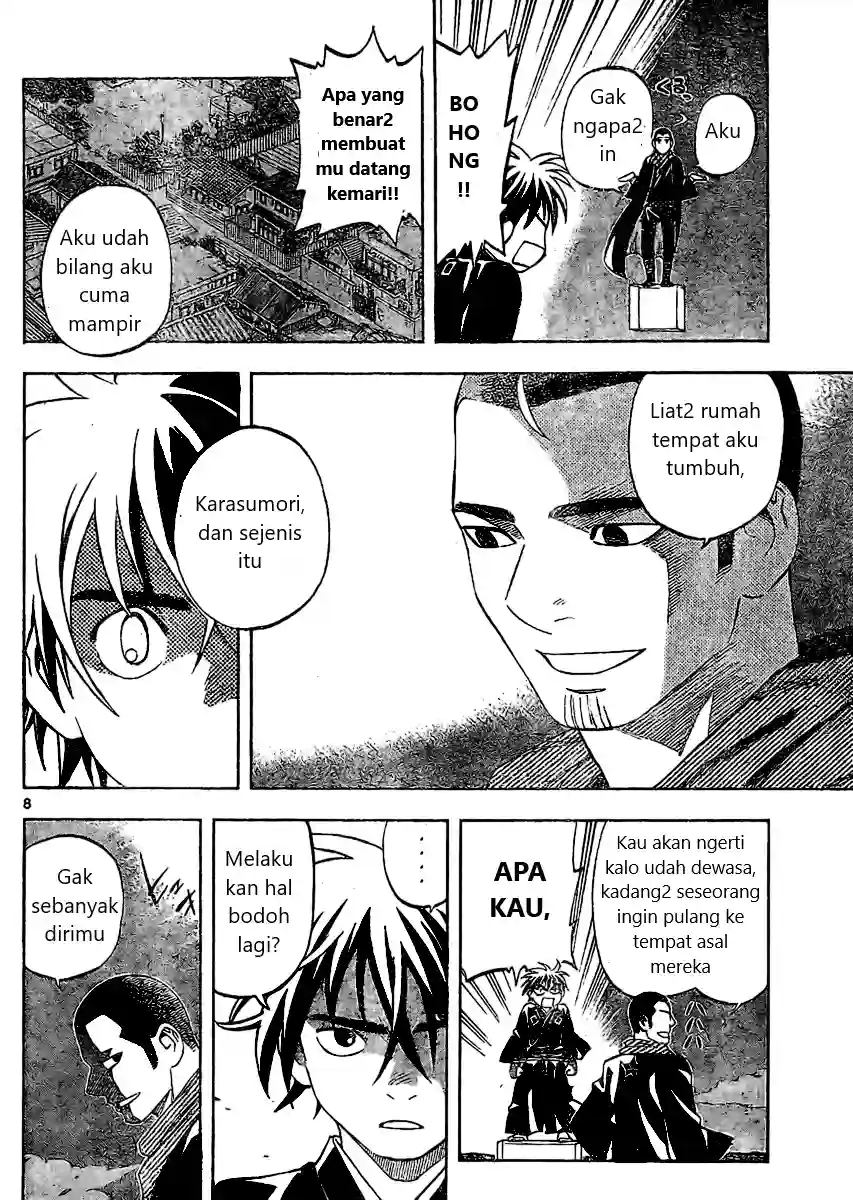 Aku
Gak
ngapa2
in
BO
HO
NG
!!
Apa yang
benar2
membuat
mu datang
kemari!!
Aku udah
bilang aku
cuma
mampir
Liat2 rumah
tempat aku
tumbuh,
Karasumori,
dan sejenis
itu
8
Kau akan ngerti
kalo udah dewasa,
kadang2 seseorang
ingin pulang ke
tempat asal
mereka
APA
KAU,
...
Melaku
kan hal
bodoh
lagi?
Gak
sebanyak
dirimu